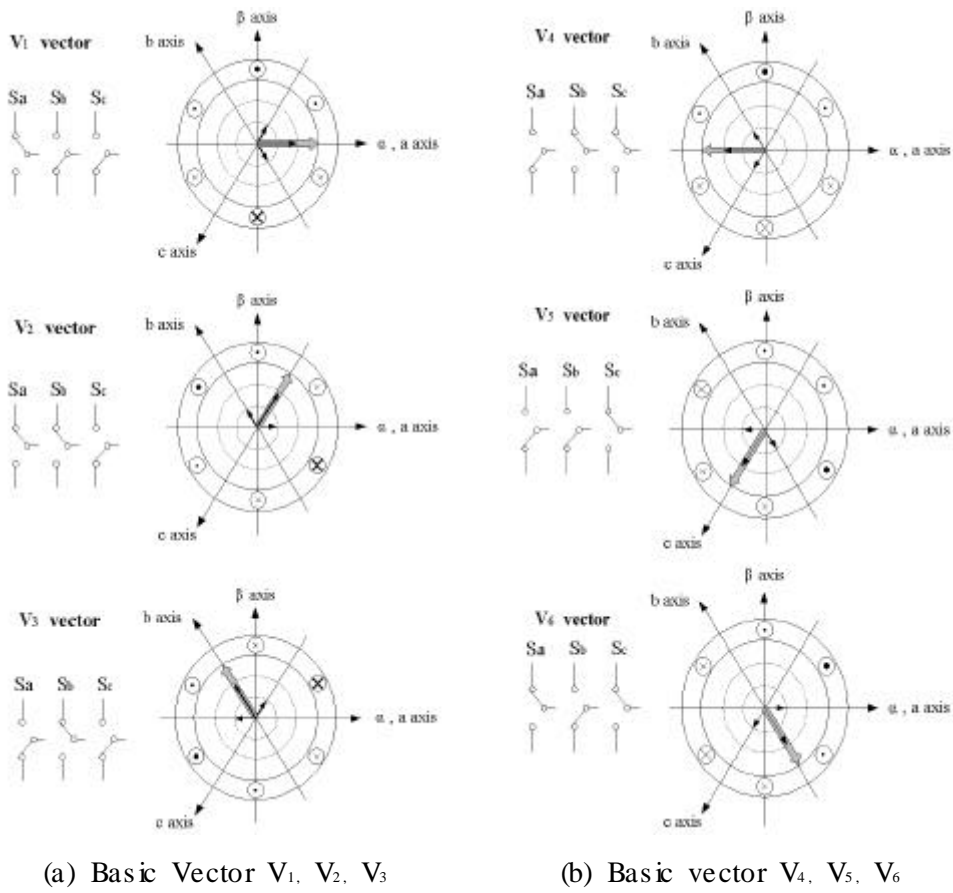 V1 vector
Sa Sb Sc
β axis
b axis
α , a axis
c axis
V2 vector
Sa Sb Sc
β axis
b axis
α , a axis
c axis
V3 vector
Sa Sb Sc
β axis
b axis
α , a axis
c axis
(a) Basic Vector V1, V2, V3
V4 vector
Sa Sb Sc
β axis
b axis
α , a axis
c axis
V5 vector
Sa Sb Sc
β axis
b axis
α , a axis
c axis
V6 vector
Sa Sb Sc
β axis
b axis
α , a axis
c axis
(b) Basic vector V4, V5, V6